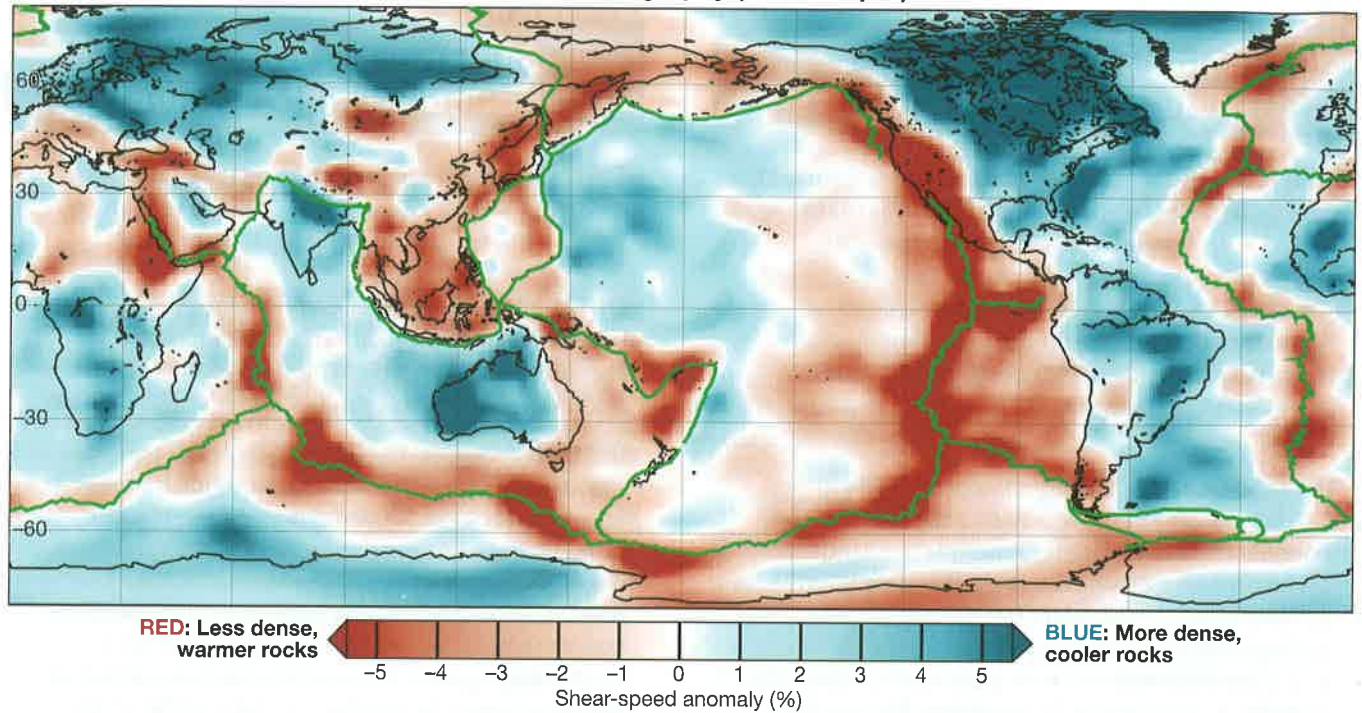 60
30
0
–30
–60
RED: Less dense,
warmer rocks
BLUE: More dense,
cooler rocks
–5 –4 –3 –2 –1 0 1 2 3 4 5
Shear-speed anomaly (%)